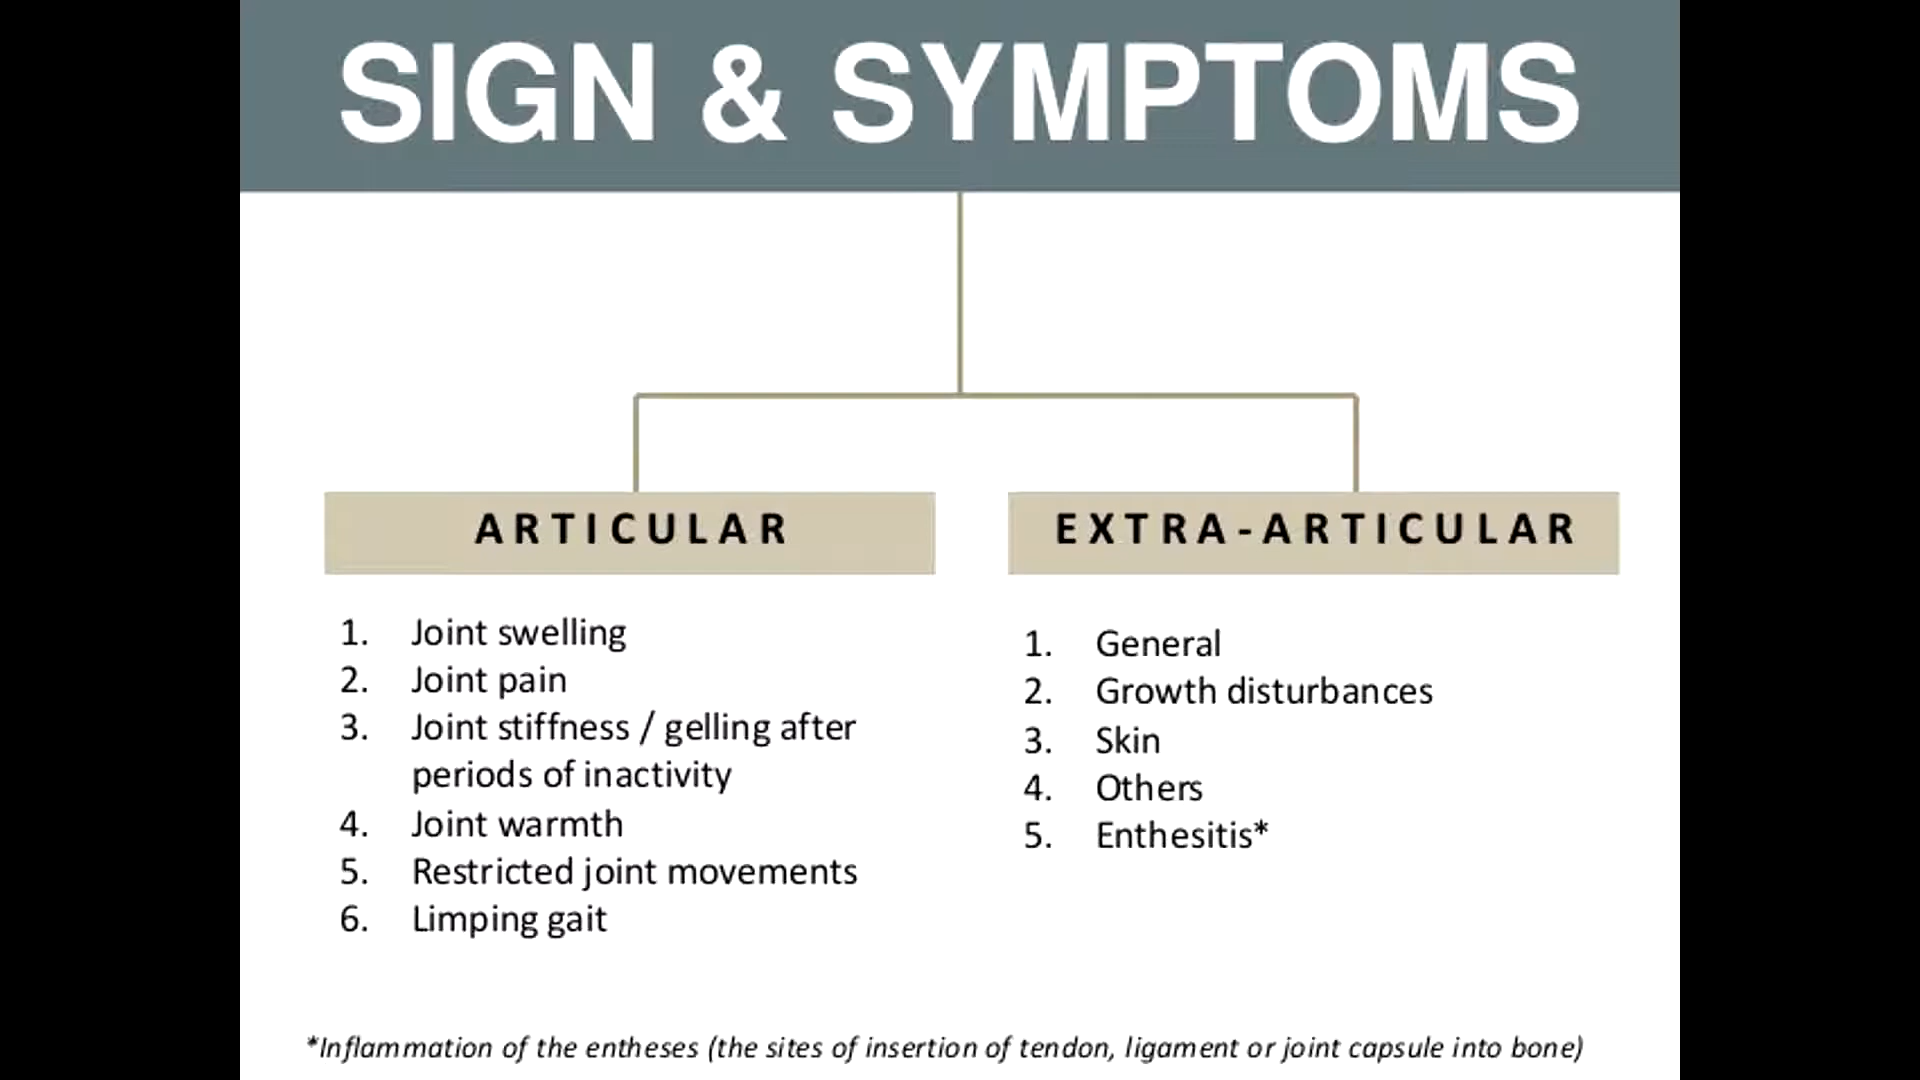 SIGN & SYMPTOMS
ARTICULAR
1. Joint swelling
2. Joint pain
3. Joint stiffness / gelling after
periods of inactivity
4. Joint warmth
5. Restricted joint movements
6. Limping gait
EXTRA-ARTICULAR
1. General
2. Growth disturbances
3. Skin
4. Others
5. Enthesitis*
*Inflammation of the entheses (the sites of insertion of tendon, ligament or joint capsule into bone)